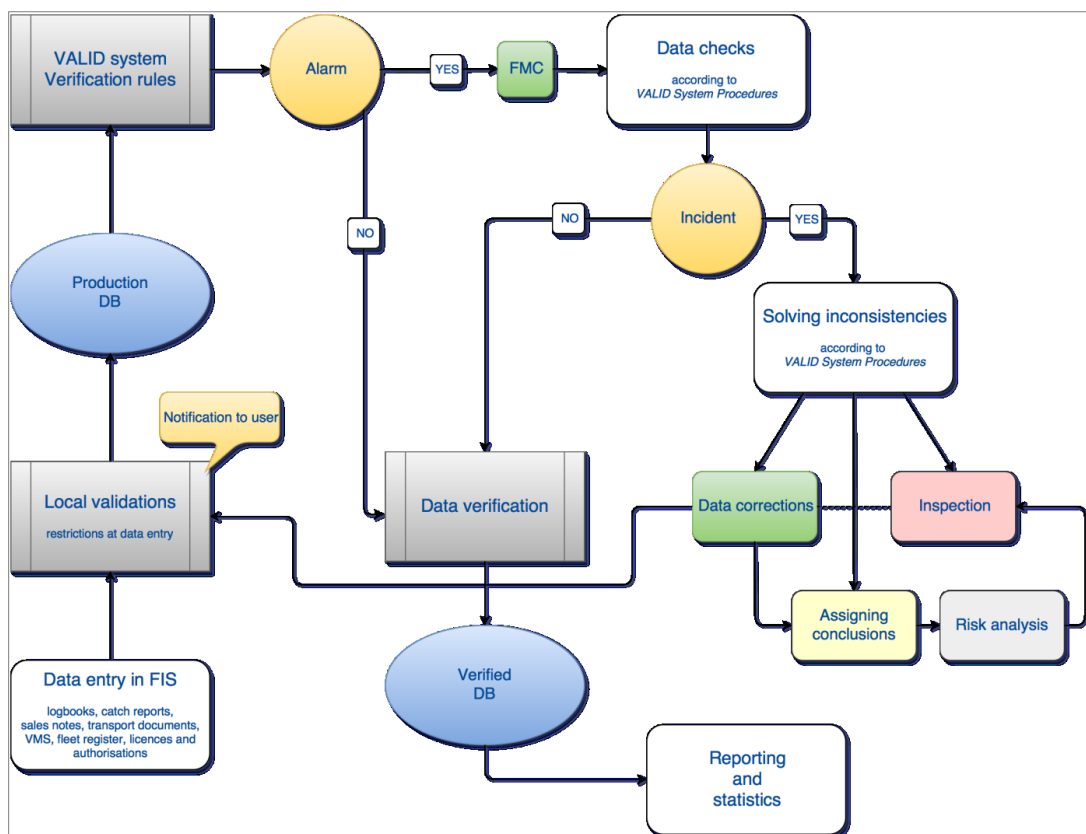 VALID system
Verification rules
Alarm
YES
FMC
Data checks
according to
VALID System Procedures
NO
NO
Incident
YES
Production
DB
Solving inconsistencies
according to
VALID System Procedures
Notification to user
Local validations
restrictions at data entry
Data verification
Data corrections
Inspection
Assigning
conclusions
Risk analysis
Data entry in FIS
logbooks, catch reports,
sales notes, transport documents,
VMS, fleet register, licences and
authorisations
Verified
DB
Reporting
and
statistics